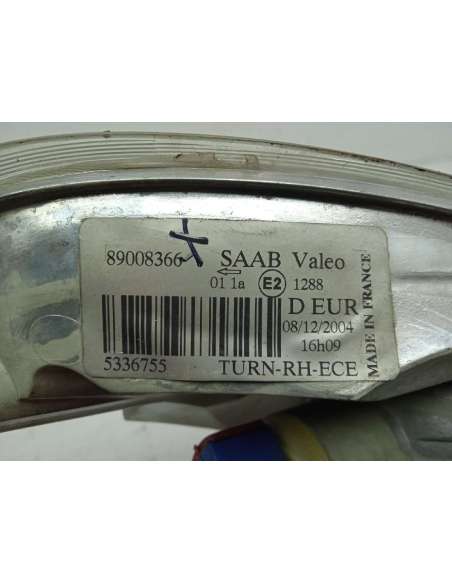 89008366 SAAB Valeo
01 1a E2 1288
D EUR
08/12/2004
16h09
5336755 TURN-RH-ECE
MADE IN FRANCE